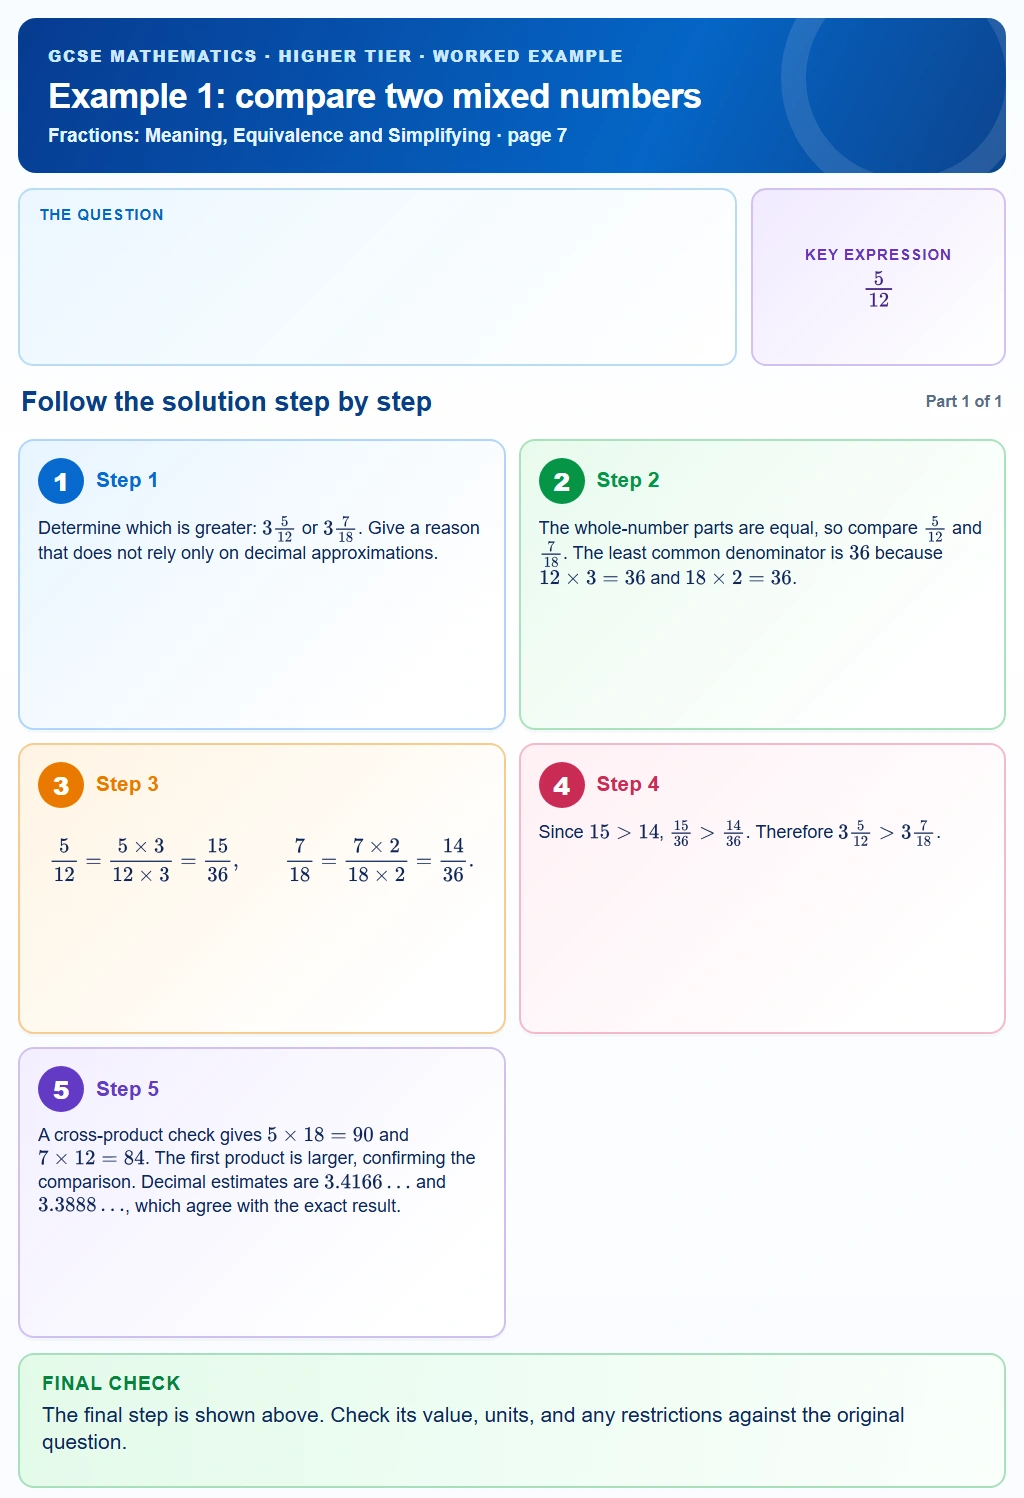 GCSE MATHEMATICS · HIGHER TIER · WORKED EXAMPLE
Example 1: compare two mixed numbers
Fractions: Meaning, Equivalence and Simplifying · page 7
THE QUESTION
KEY EXPRESSION
5/12
Follow the solution step by step
Part 1 of 1
1 Step 1
Determine which is greater: 3 5/12 or 3 7/18. Give a reason
that does not rely only on decimal approximations.
2 Step 2
The whole-number parts are equal, so compare 5/12 and
7/18. The least common denominator is 36 because
12 × 3 = 36 and 18 × 2 = 36.
3 Step 3
5/12 = (5 × 3)/(12 × 3) = 15/36, 7/18 = (7 × 2)/(18 × 2) = 14/36.
4 Step 4
Since 15 > 14, 15/36 > 14/36. Therefore 3 5/12 > 3 7/18.
5 Step 5
A cross-product check gives 5 × 18 = 90 and
7 × 12 = 84. The first product is larger, confirming the
comparison. Decimal estimates are 3.4166... and
3.3888..., which agree with the exact result.
FINAL CHECK
The final step is shown above. Check its value, units, and any restrictions against the original
question.